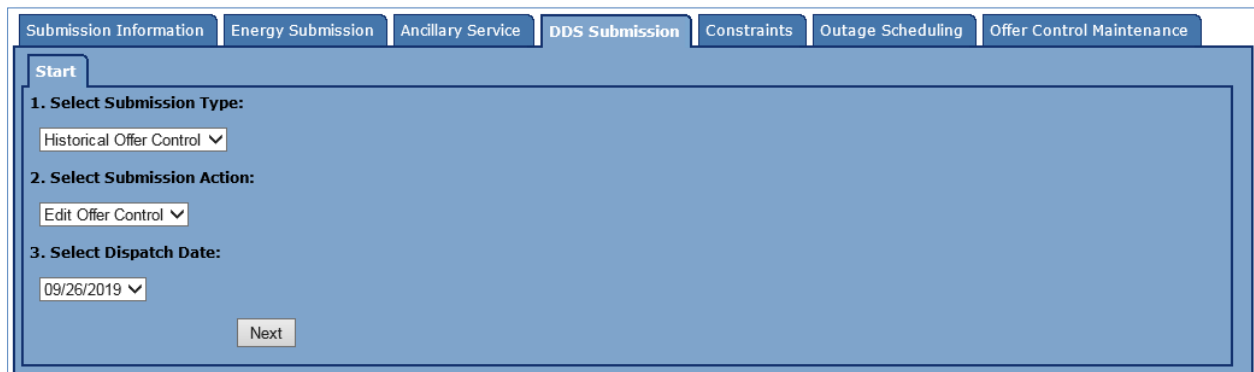 Submission Information Energy Submission Ancillary Service DDS Submission Constraints Outage Scheduling Offer Control Maintenance
Start
1. Select Submission Type:
Historical Offer Control
2. Select Submission Action:
Edit Offer Control
3. Select Dispatch Date:
09/26/2019
Next